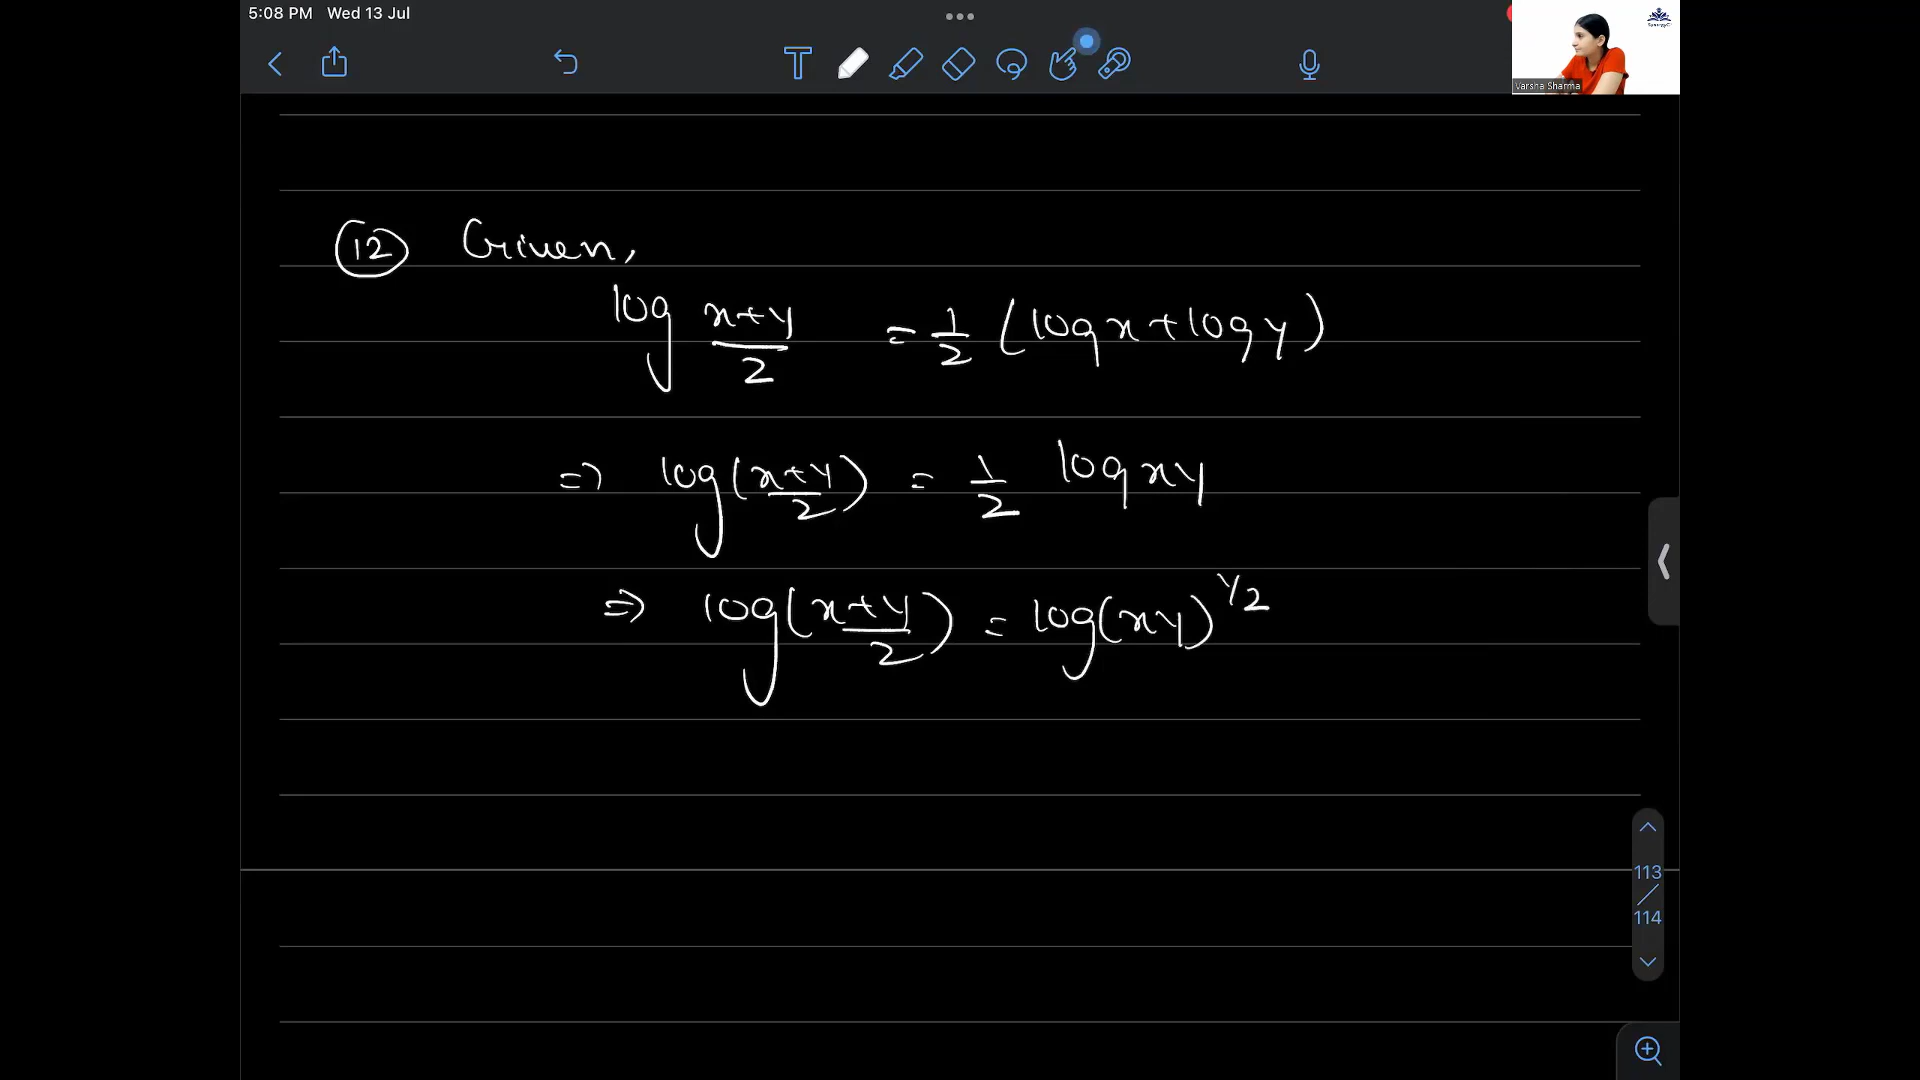 5:08 PM Wed 13 Jul
Varsha Sharma
(12) Given,
log x+y/2 = 1/2 (log x + log y)
=> log(x+y/2) = 1/2 log xy
=> log(x+y/2) = log(xy)^1/2
113
/
114